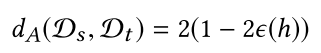 d_A(𝒟_s, 𝒟_t) = 2(1 − 2ϵ(h))